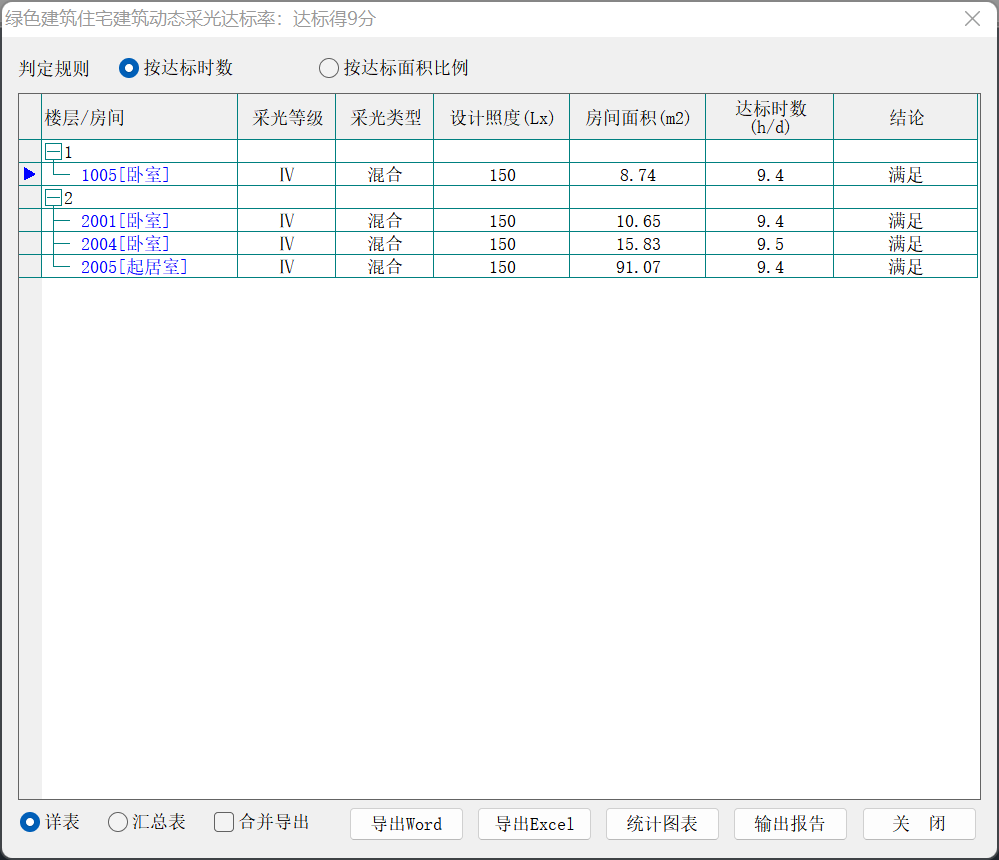 绿色建筑住宅建筑动态采光达标率：达标得9分
判定规则 按达标时数 按达标面积比例
楼层/房间 采光等级 采光类型 设计照度(Lx) 房间面积(m2) 达标时数(h/d) 结论
1
1005[卧室] Ⅳ 混合 150 8.74 9.4 满足
2
2001[卧室] Ⅳ 混合 150 10.65 9.4 满足
2004[卧室] Ⅳ 混合 150 15.83 9.5 满足
2005[起居室] Ⅳ 混合 150 91.07 9.4 满足
详表 汇总表 合并导出 导出Word 导出Excel 统计图表 输出报告 关 闭